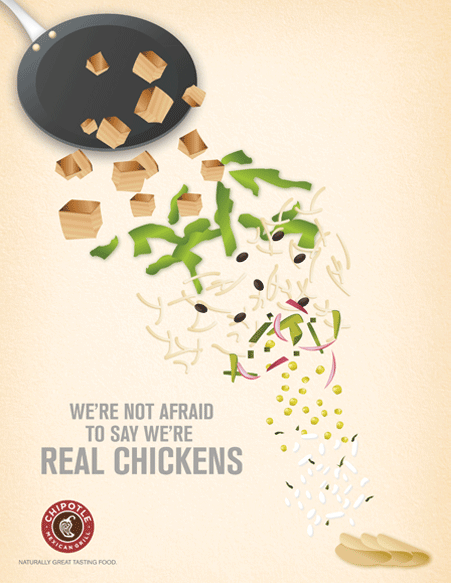 WE'RE NOT AFRAID
TO SAY WE'RE
REAL CHICKENS
CHIPOTLE
MEXICAN GRILL
NATURALLY GREAT TASTING FOOD.